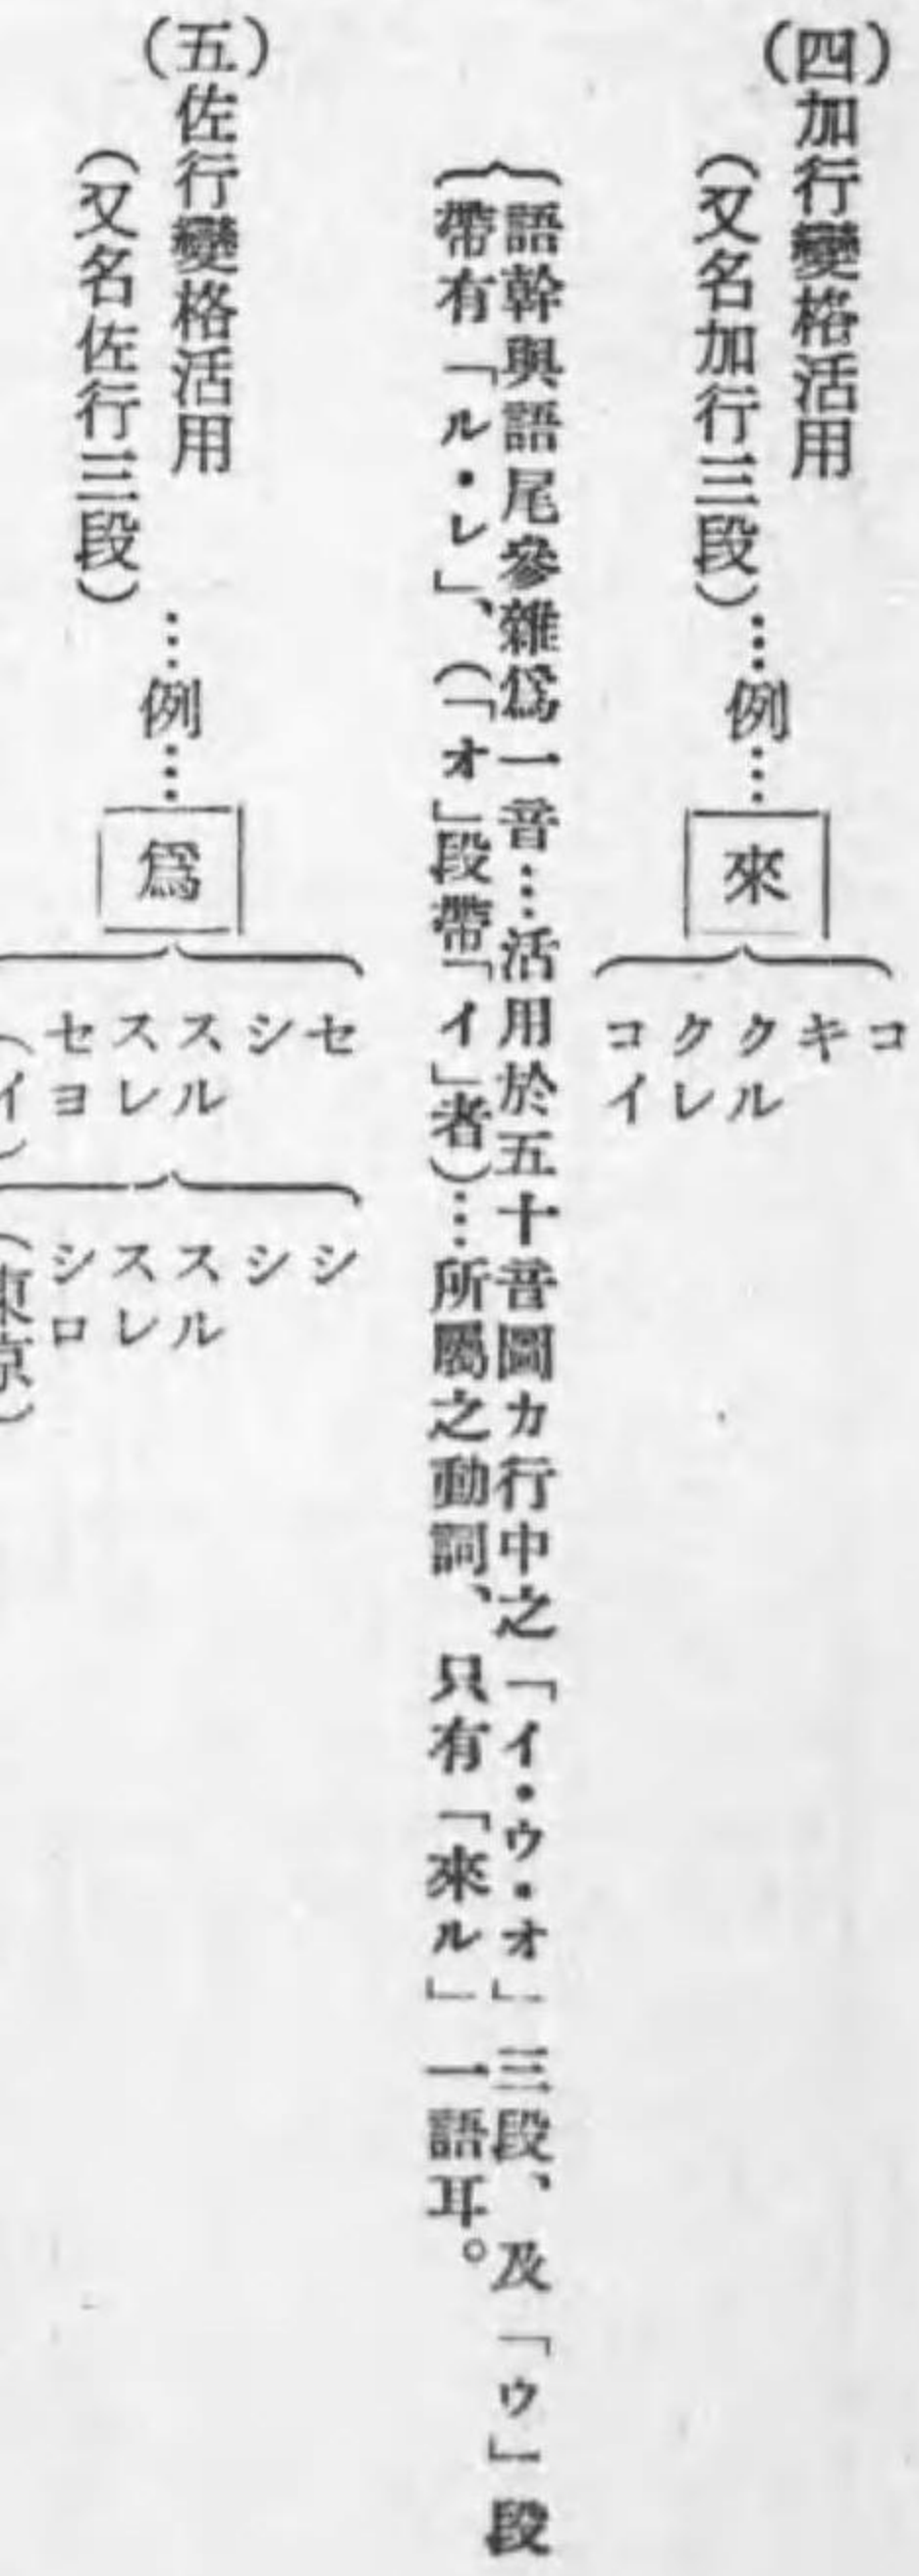 （四）加行變格活用
（又名加行三段）
…例…
來
コ
キ
クル
クレ
コイ
語幹與語尾參雜爲一音…活用於五十音圖カ行中之「イ・ウ・オ」三段、及「ウ」段
帶有「ル・レ」、（「オ」段帶「イ」者）…所屬之動詞、只有「來ル」一語耳。
（五）佐行變格活用
（又名佐行三段）
…例…
爲
セ
シ
スル
スレ
セヨ
（イ）
シ
シ
スル
スレ
シロ
（東京）